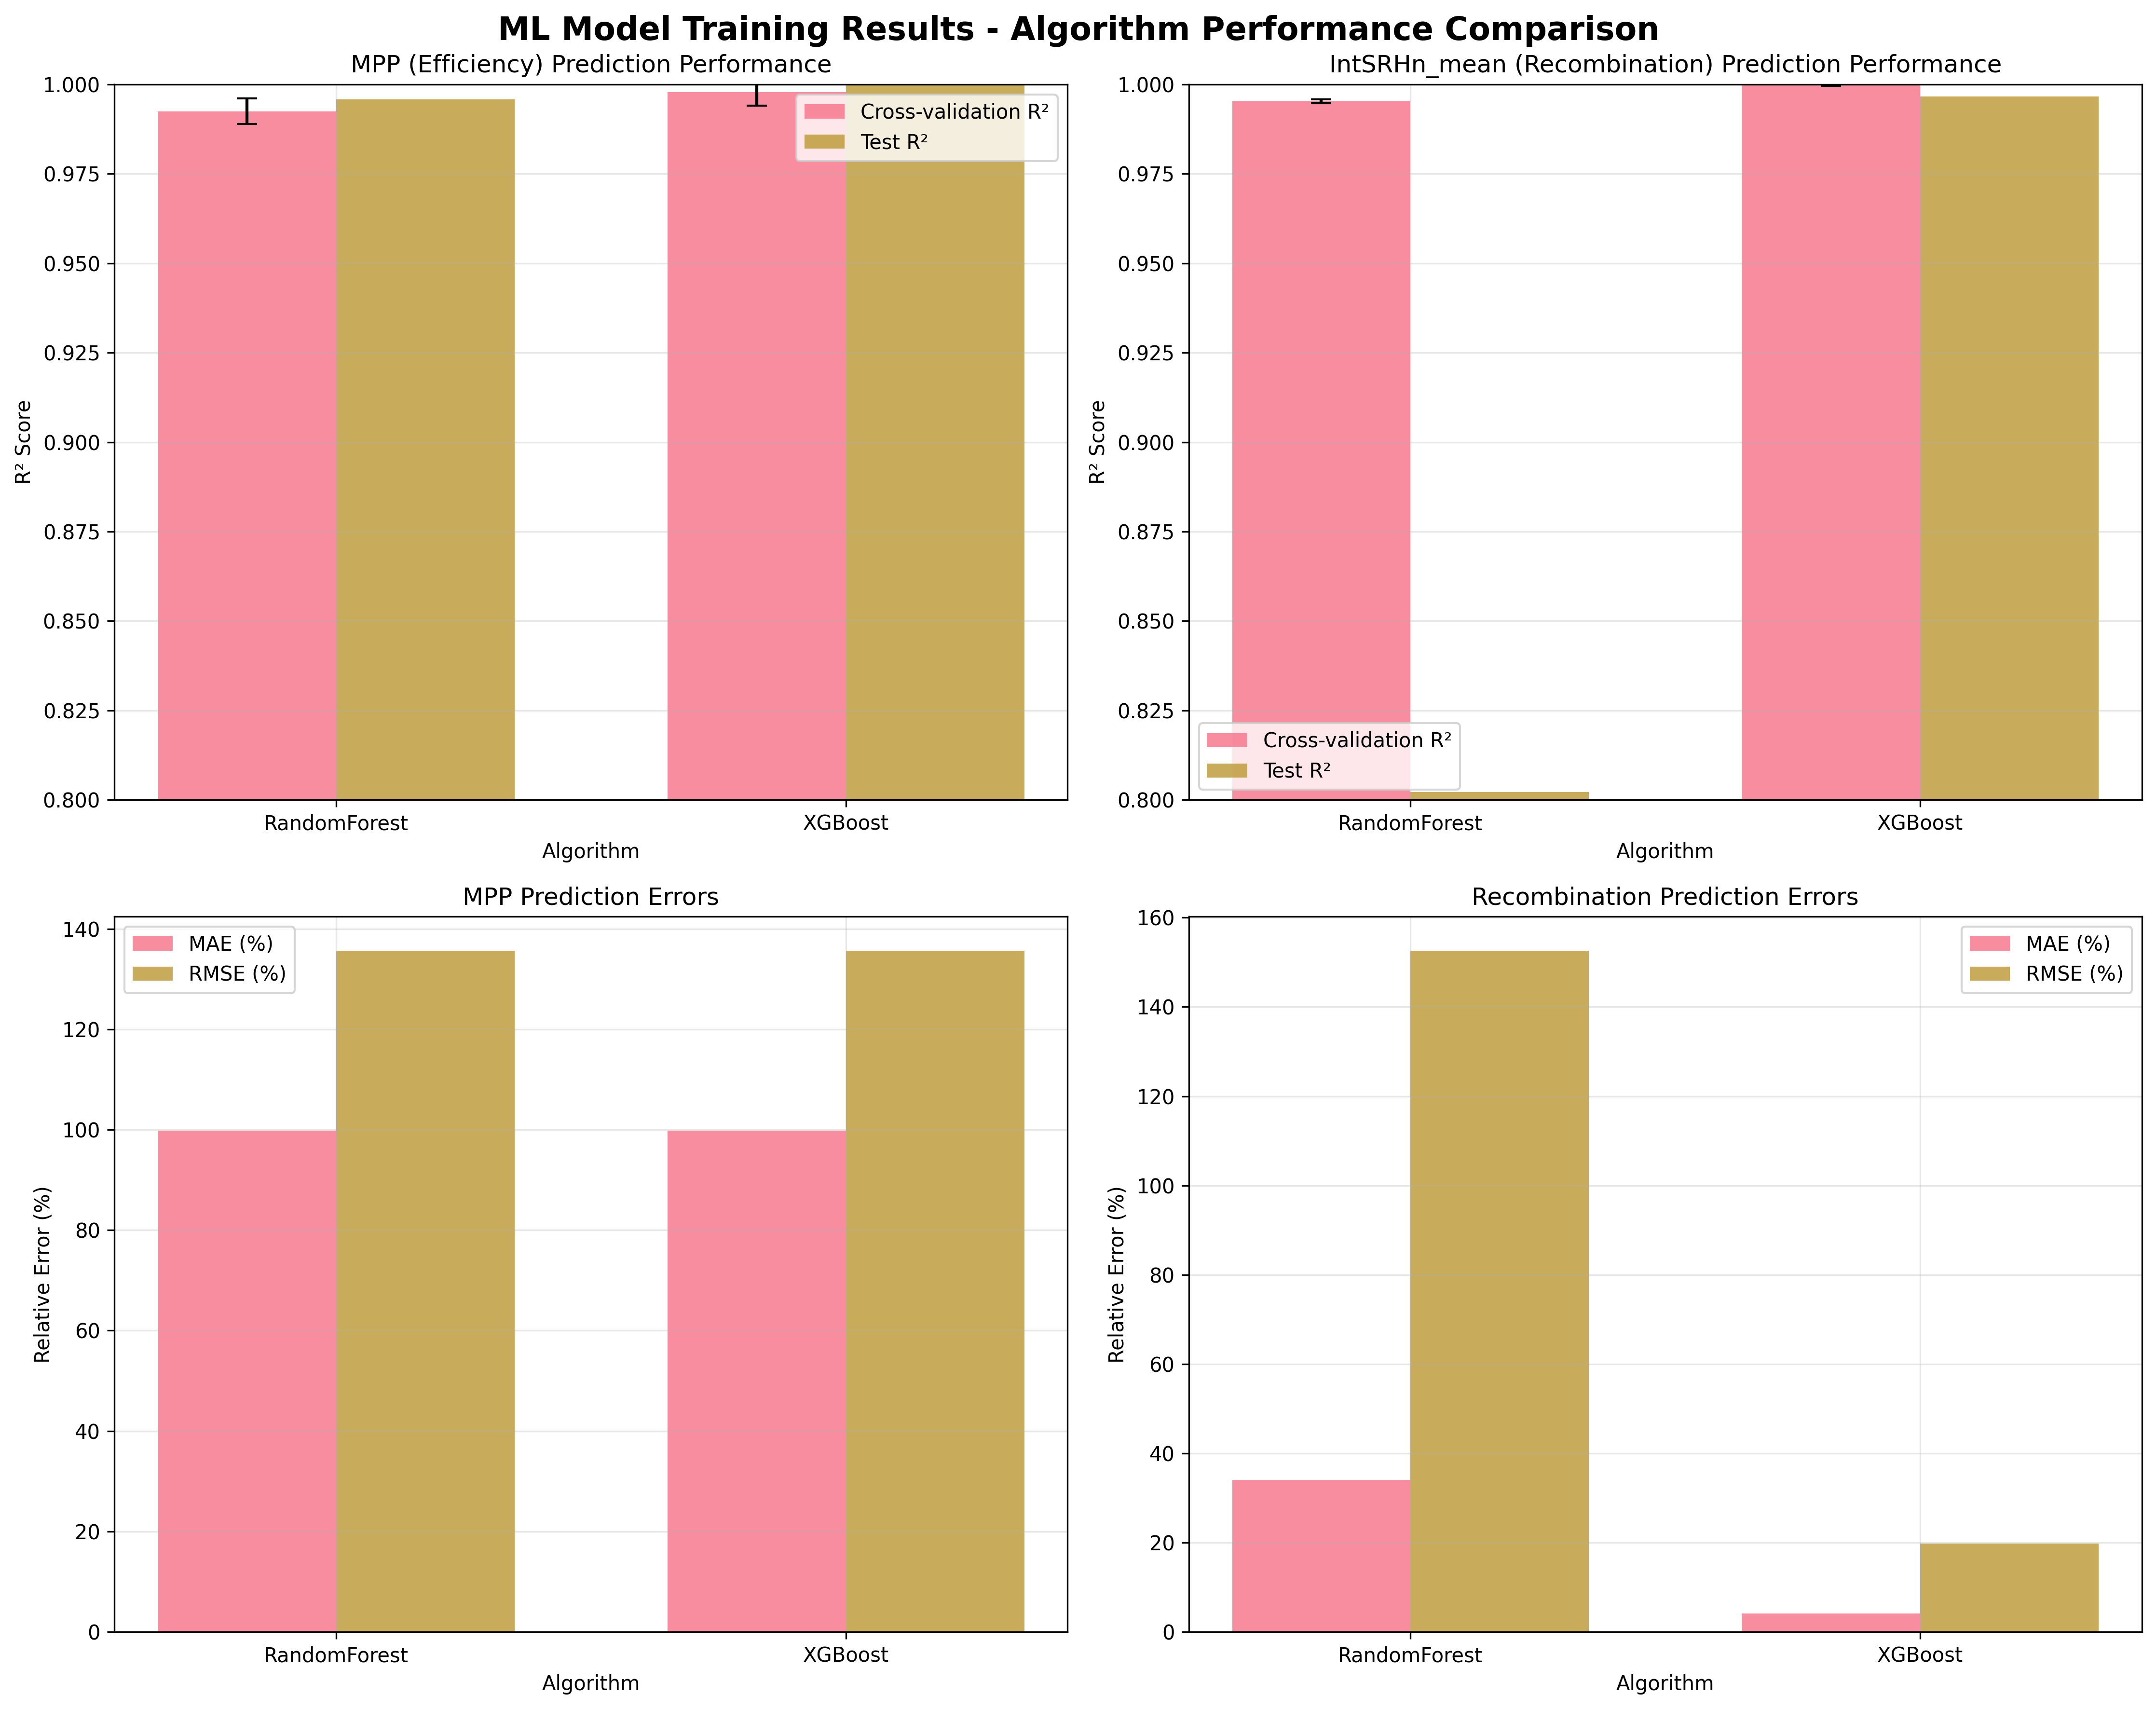 ML Model Training Results - Algorithm Performance Comparison
MPP (Efficiency) Prediction Performance
R² Score
1.000
0.975
0.950
0.925
0.900
0.875
0.850
0.825
0.800
Cross-validation R²
Test R²
RandomForest
XGBoost
Algorithm
IntSRHn_mean (Recombination) Prediction Performance
R² Score
1.000
0.975
0.950
0.925
0.900
0.875
0.850
0.825
0.800
Cross-validation R²
Test R²
RandomForest
XGBoost
Algorithm
MPP Prediction Errors
Relative Error (%)
140
120
100
80
60
40
20
0
MAE (%)
RMSE (%)
RandomForest
XGBoost
Algorithm
Recombination Prediction Errors
Relative Error (%)
160
140
120
100
80
60
40
20
0
MAE (%)
RMSE (%)
RandomForest
XGBoost
Algorithm